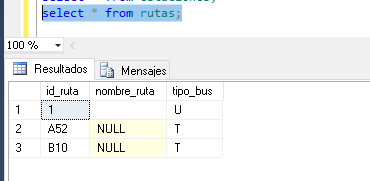 select * from rutas;
100 %
Resultados Mensajes
id_ruta nombre_ruta tipo_bus
1 1 U
2 A52 NULL T
3 B10 NULL T